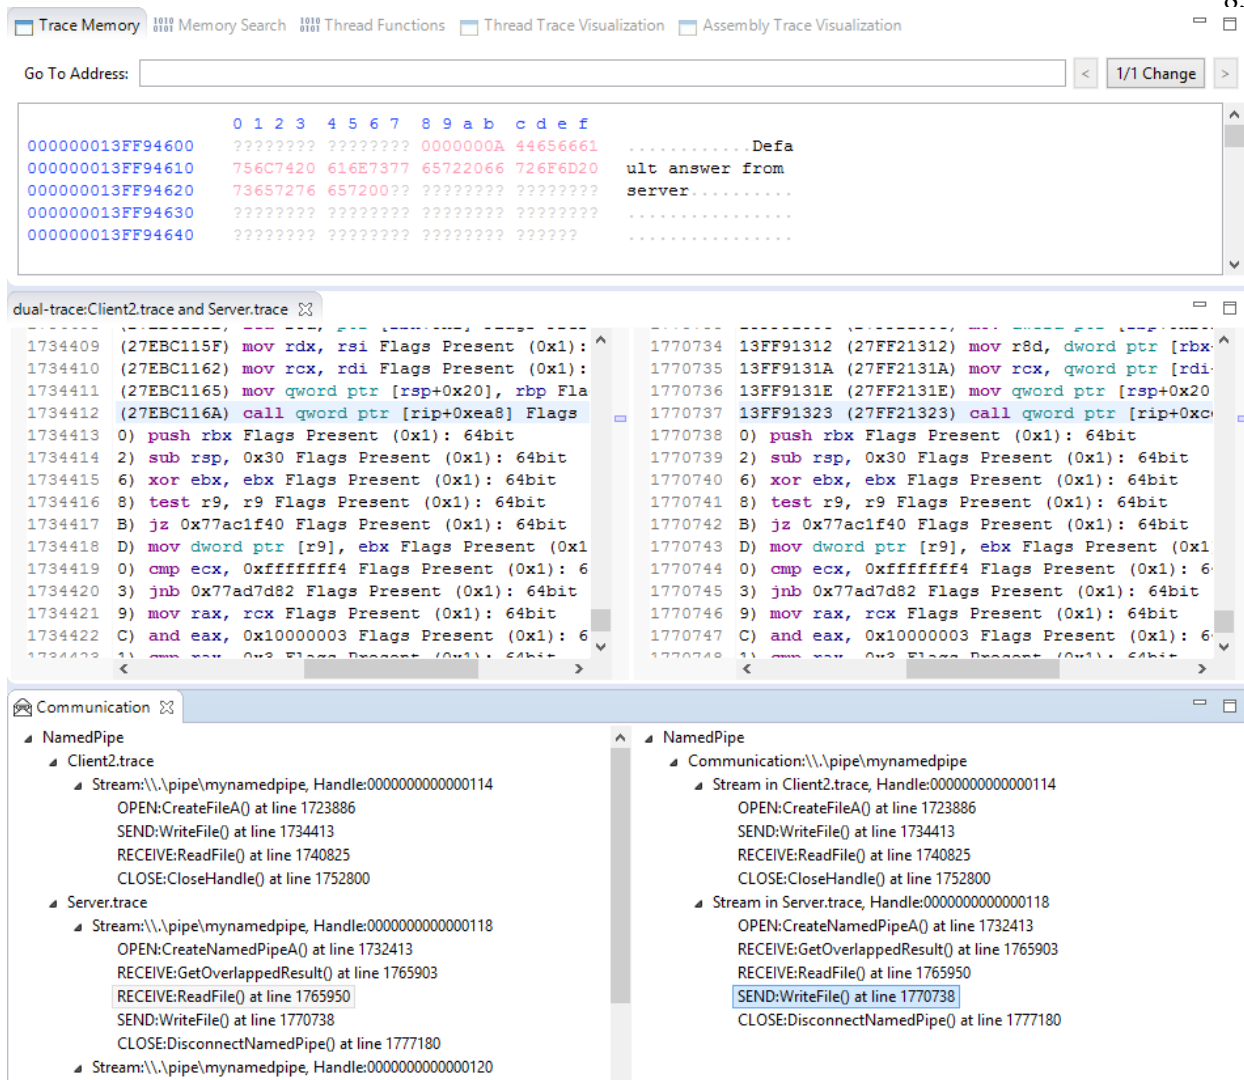 Trace Memory Memory Search Thread Functions Thread Trace Visualization Assembly Trace Visualization
Go To Address: < 1/1 Change >
0 1 2 3 4 5 6 7 8 9 a b c d e f
000000013FF94600 ???????? ???????? 0000000A 44656661 ............Defa
000000013FF94610 756C7420 616E7377 65722066 726F6D20 ult answer from
000000013FF94620 73657276 657200?? ???????? ???????? server..........
000000013FF94630 ???????? ???????? ???????? ???????? ................
000000013FF94640 ???????? ???????? ???????? ?????? ................
dual-trace:Client2.trace and Server.trace
1734409 (27EBC115F) mov rdx, rsi Flags Present (0x1):
1734410 (27EBC1162) mov rcx, rdi Flags Present (0x1):
1734411 (27EBC1165) mov qword ptr [rsp+0x20], rbp Fla
1734412 (27EBC116A) call qword ptr [rip+0xea8] Flags
1734413 0) push rbx Flags Present (0x1): 64bit
1734414 2) sub rsp, 0x30 Flags Present (0x1): 64bit
1734415 6) xor ebx, ebx Flags Present (0x1): 64bit
1734416 8) test r9, r9 Flags Present (0x1): 64bit
1734417 B) jz 0x77ac1f40 Flags Present (0x1): 64bit
1734418 D) mov dword ptr [r9], ebx Flags Present (0x1
1734419 0) cmp ecx, 0xfffffff4 Flags Present (0x1): 6
1734420 3) jnb 0x77ad7d82 Flags Present (0x1): 64bit
1734421 9) mov rax, rcx Flags Present (0x1): 64bit
1734422 C) and eax, 0x10000003 Flags Present (0x1): 6
1734423 1) cmp rax, 0x3 Flags Present (0x1): 64bit
1770734 13FF91312 (27FF21312) mov r8d, dword ptr [rbx
1770735 13FF9131A (27FF2131A) mov rcx, qword ptr [rdi
1770736 13FF9131E (27FF2131E) mov qword ptr [rsp+0x20
1770737 13FF91323 (27FF21323) call qword ptr [rip+0xc
1770738 0) push rbx Flags Present (0x1): 64bit
1770739 2) sub rsp, 0x30 Flags Present (0x1): 64bit
1770740 6) xor ebx, ebx Flags Present (0x1): 64bit
1770741 8) test r9, r9 Flags Present (0x1): 64bit
1770742 B) jz 0x77ac1f40 Flags Present (0x1): 64bit
1770743 D) mov dword ptr [r9], ebx Flags Present (0x1
1770744 0) cmp ecx, 0xfffffff4 Flags Present (0x1): 6
1770745 3) jnb 0x77ad7d82 Flags Present (0x1): 64bit
1770746 9) mov rax, rcx Flags Present (0x1): 64bit
1770747 C) and eax, 0x10000003 Flags Present (0x1): 6
1770748 1) cmp rax, 0x3 Flags Present (0x1): 64bit
Communication
NamedPipe
Client2.trace
Stream:\\.\pipe\mynamedpipe, Handle:0000000000000114
OPEN:CreateFileA() at line 1723886
SEND:WriteFile() at line 1734413
RECEIVE:ReadFile() at line 1740825
CLOSE:CloseHandle() at line 1752800
Server.trace
Stream:\\.\pipe\mynamedpipe, Handle:0000000000000118
OPEN:CreateNamedPipeA() at line 1732413
RECEIVE:GetOverlappedResult() at line 1765903
RECEIVE:ReadFile() at line 1765950
SEND:WriteFile() at line 1770738
CLOSE:DisconnectNamedPipe() at line 1777180
Stream:\\.\pipe\mynamedpipe, Handle:0000000000000120
NamedPipe
Communication:\\.\pipe\mynamedpipe
Stream in Client2.trace, Handle:0000000000000114
OPEN:CreateFileA() at line 1723886
SEND:WriteFile() at line 1734413
RECEIVE:ReadFile() at line 1740825
CLOSE:CloseHandle() at line 1752800
Stream in Server.trace, Handle:0000000000000118
OPEN:CreateNamedPipeA() at line 1732413
RECEIVE:GetOverlappedResult() at line 1765903
RECEIVE:ReadFile() at line 1765950
SEND:WriteFile() at line 1770738
CLOSE:DisconnectNamedPipe() at line 1777180